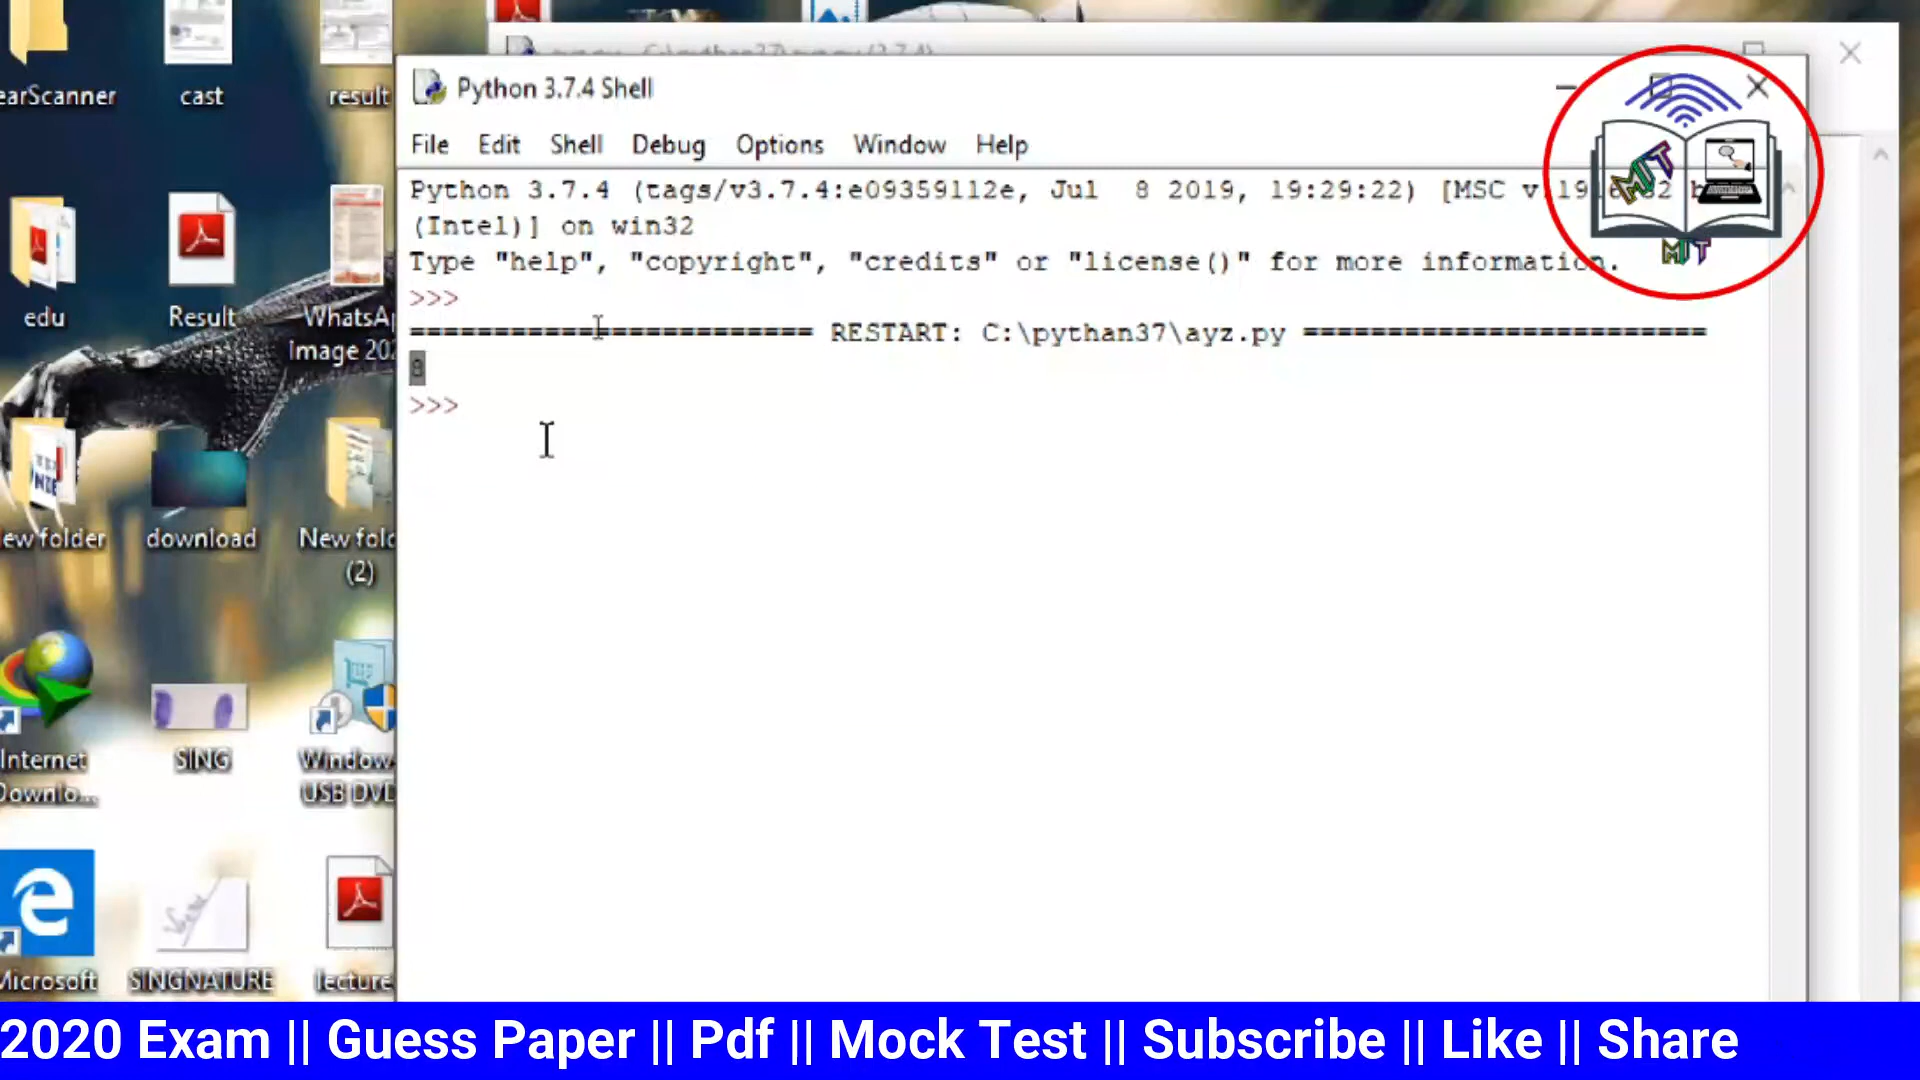 Python 3.7.4 Shell
File Edit Shell Debug Options Window Help
Python 3.7.4 (tags/v3.7.4:e09359112e, Jul 8 2019, 19:29:22) [MSC v.19
(Intel)] on win32
Type "help", "copyright", "credits" or "license()" for more information.
>>>
======================== RESTART: C:\pythan37\ayz.py ========================
>>>
MIT
MIT
earScanner
cast
result
edu
Result
WhatsA
Image 202
ew folder
download
New fold
(2)
Internet
Downlo...
SING
Window
USB DVD
Microsoft
SINGNATURE
lecture
2020 Exam || Guess Paper || Pdf || Mock Test || Subscribe || Like || Share